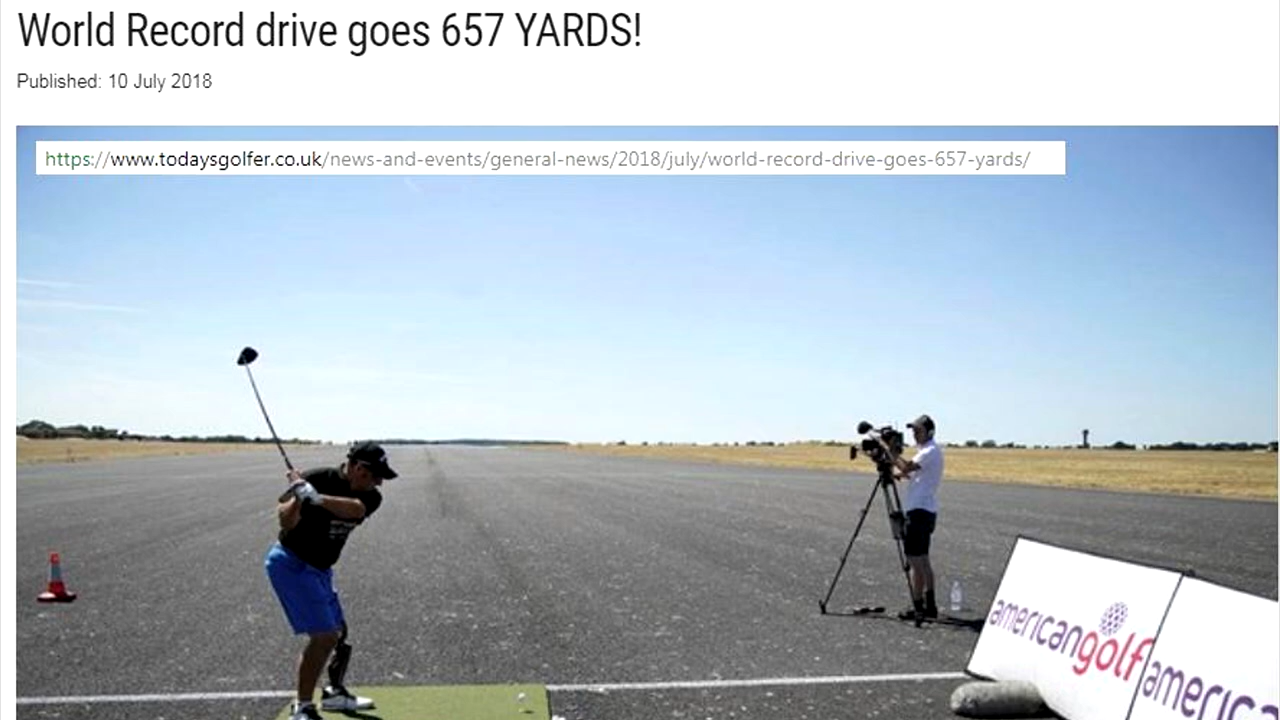 World Record drive goes 657 YARDS!
Published: 10 July 2018
https://www.todaysgolfer.co.uk/news-and-events/general-news/2018/july/world-record-drive-goes-657-yards/
americangolf
america